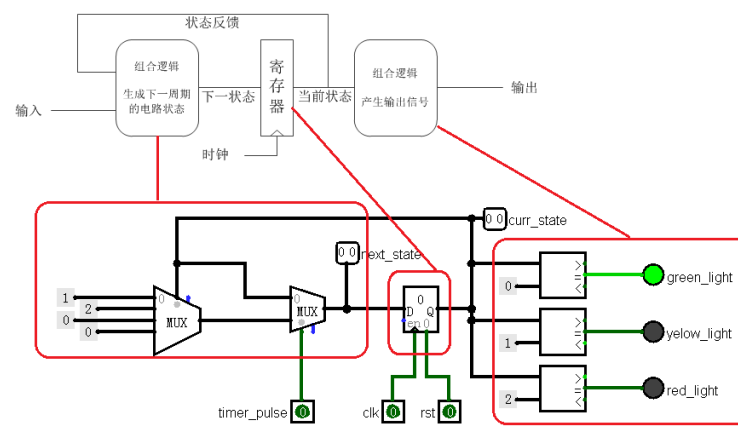 状态反馈
组合逻辑
生成下一周期
的电路状态
输入
下一状态
寄
存
器
当前状态
组合逻辑
产生输出信号
输出
时钟
0 0 curr_state
0 0 next_state
1
2
0
0
0
MUX
0
MUX
0
D Q
en 0
>
=
<
0
green_light
>
=
<
1
yelow_light
>
=
<
2
red_light
timer_pulse 0
clk 0
rst 0